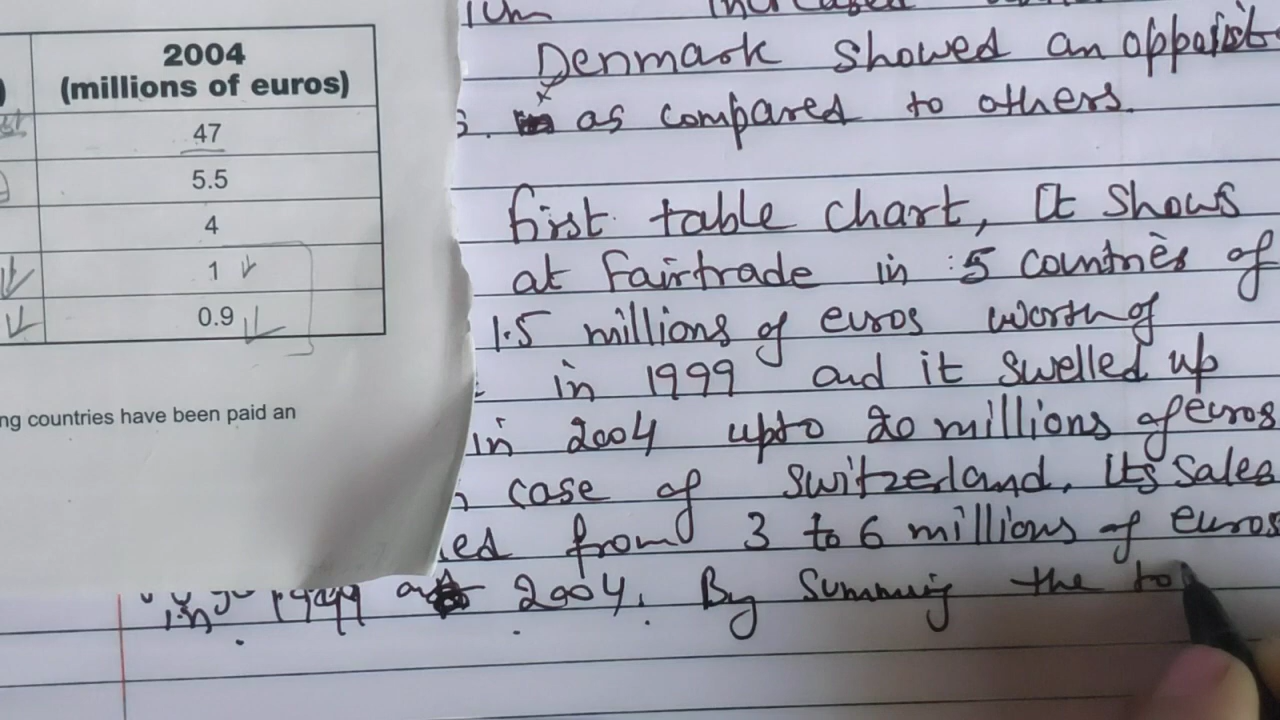 2004
(millions of euros)
47
5.5
4
1
0.9
ng countries have been paid an
Denmark showed an
as compared to others.
first table chart, It shows
at Fairtrade in 5 countries of
1.5 millions of euros worth of
in 1999 and it swelled up
in 2004 upto 20 millions of euros
case of Switzerland, Its Sales
from 3 to 6 millions of euros
in 1999 2004. By Summing the to